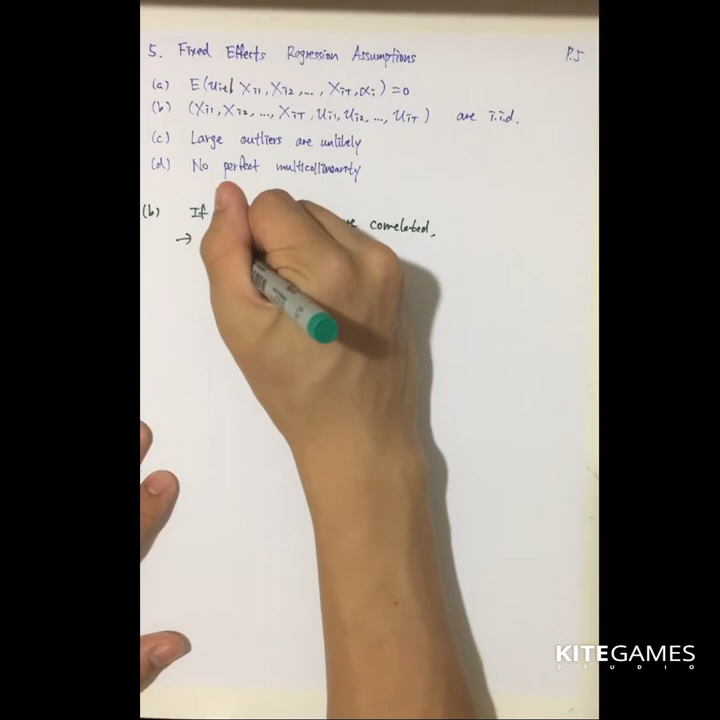 5. Fixed Effects Regression Assumptions P.5
(a) E(uit| Xi1, Xi2, ..., XiT, αi) = 0
(b) (Xi1, Xi2, ..., XiT, ui1, ui2, ..., uiT) are i.i.d.
(c) Large outliers are unlikely
(d) No perfect multicollinearity
(b) If correlated,
→
KITEGAMES
STUDIO